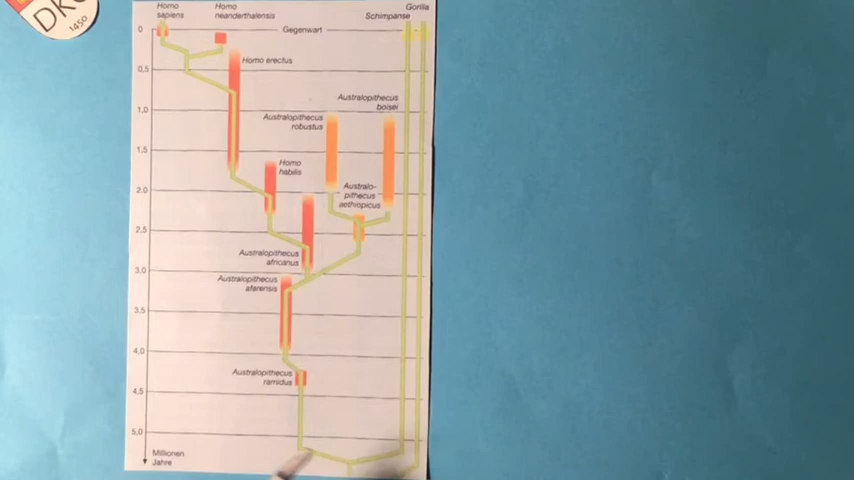 DKG
1450
Homo
sapiens
Homo
neanderthalensis
Gorilla
Schimpanse
0
Gegenwart
Homo erectus
0,5
Australopithecus
boisei
1,0
Australopithecus
robustus
1,5
Homo
habilis
2,0
Australo-
pithecus
aethiopicus
2,5
Australopithecus
africanus
3,0
Australopithecus
afarensis
3,5
4,0
Australopithecus
ramidus
4,5
5,0
Millionen
Jahre